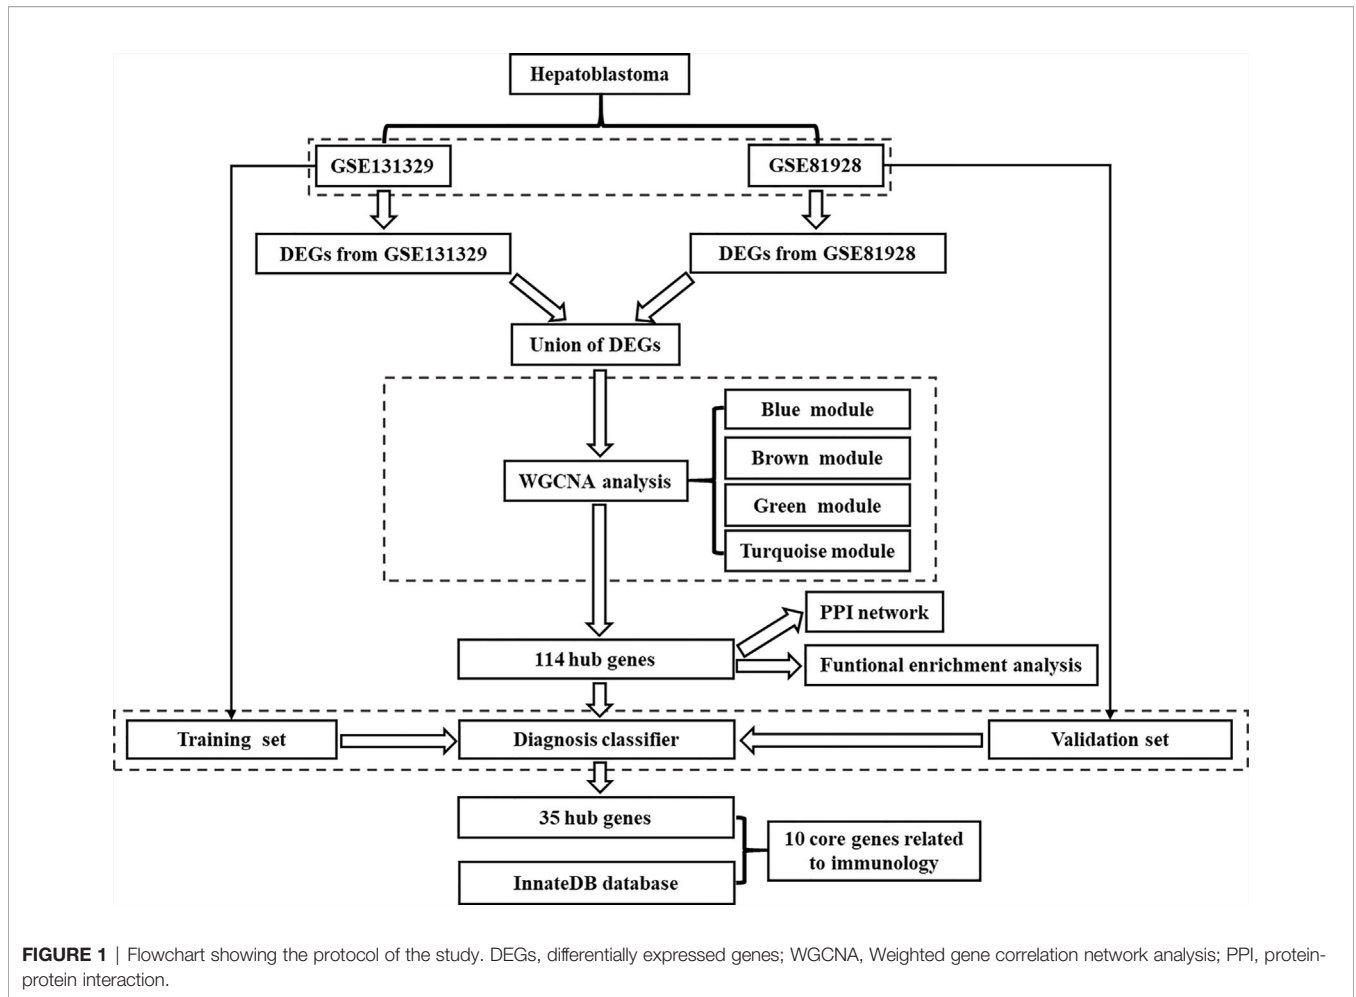 Hepatoblastoma
GSE131329
GSE81928
DEGs from GSE131329
DEGs from GSE81928
Union of DEGs
Blue module
Brown module
WGCNA analysis
Green module
Turquoise module
PPI network
114 hub genes
Funtional enrichment analysis
Training set
Diagnosis classifier
Validation set
35 hub genes
10 core genes related
to immunology
InnateDB database
FIGURE 1 | Flowchart showing the protocol of the study. DEGs, differentially expressed genes; WGCNA, Weighted gene correlation network analysis; PPI, protein-
protein interaction.